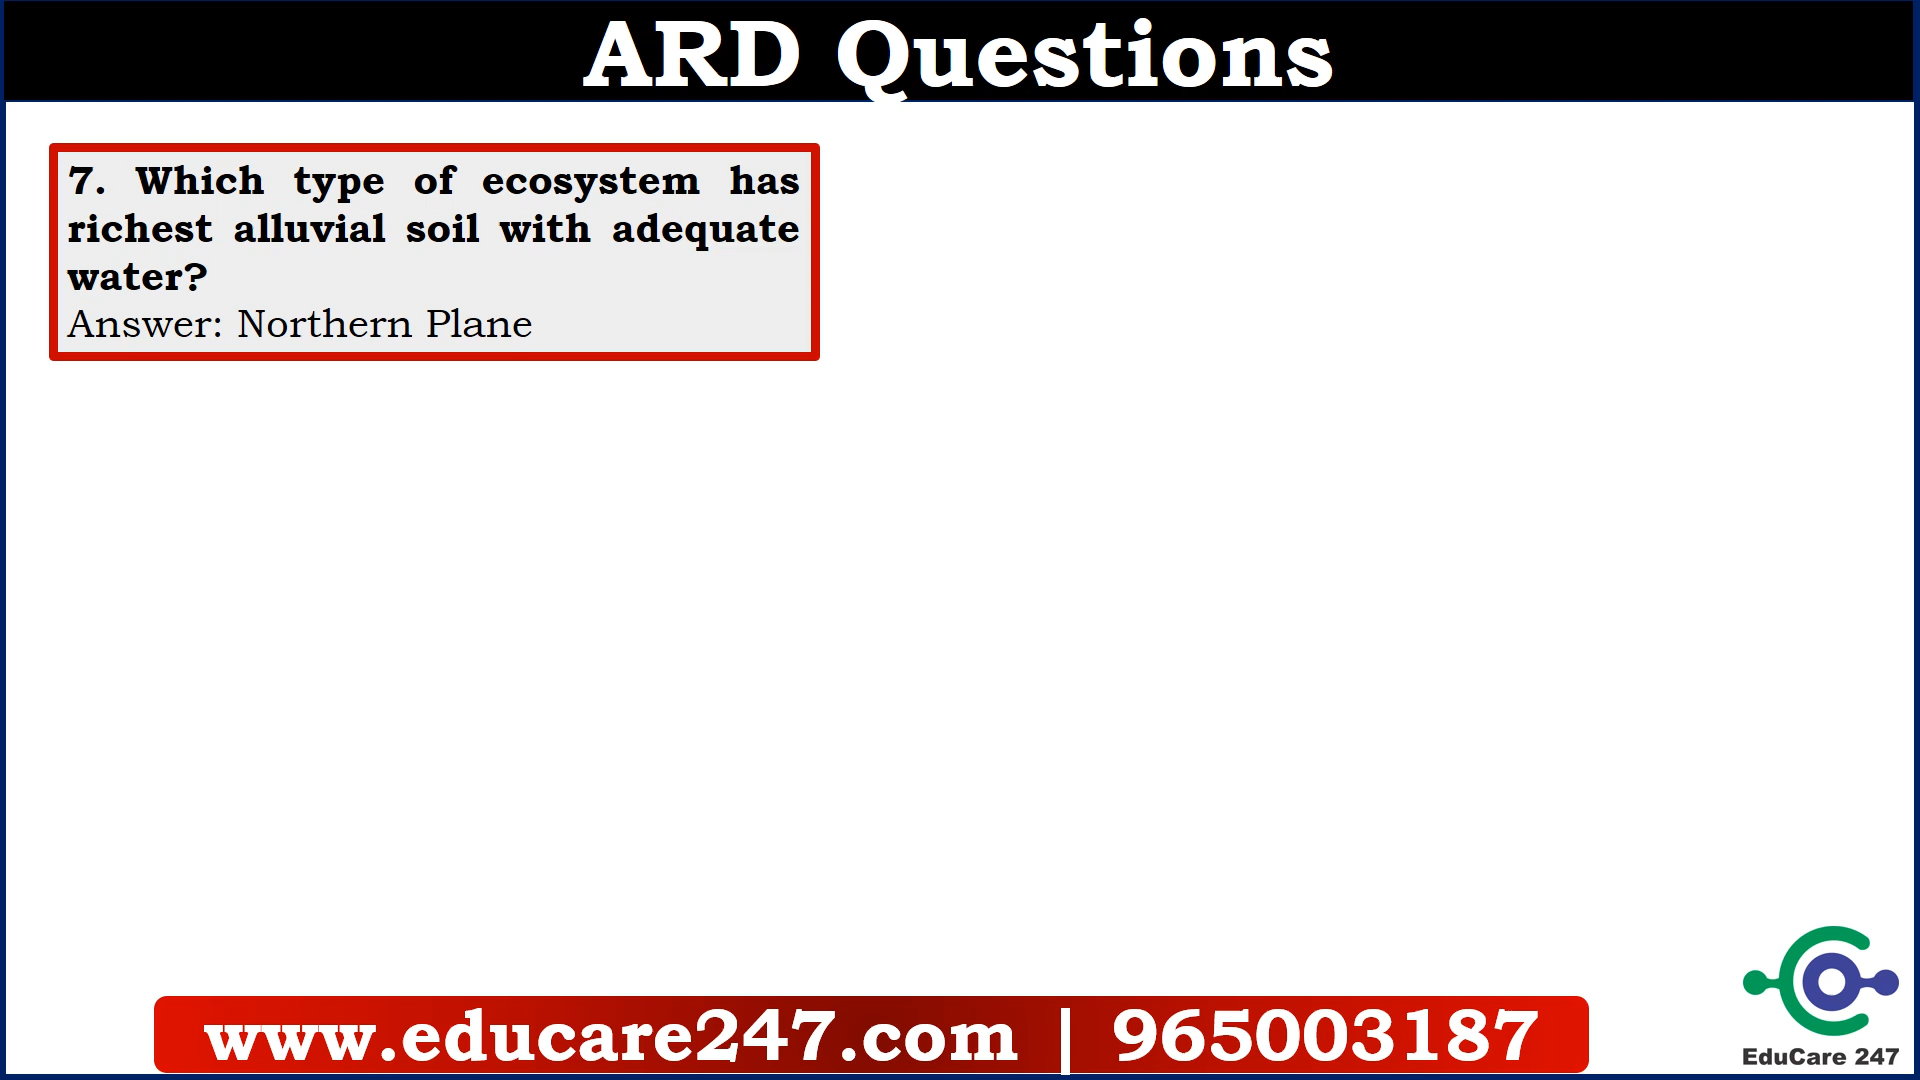 ARD Questions
7. Which type of ecosystem has
richest alluvial soil with adequate
water?
Answer: Northern Plane
www.educare247.com | 965003187
EduCare 247